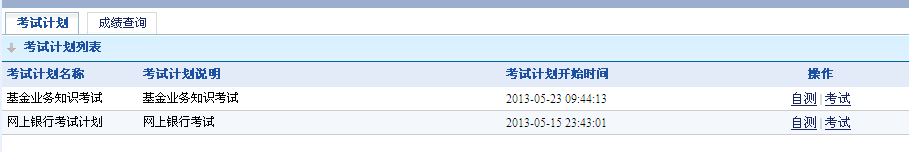 考试计划 成绩查询
考试计划列表
考试计划名称 考试计划说明 考试计划开始时间 操作
基金业务知识考试 基金业务知识考试 2013-05-23 09:44:13 自测 | 考试
网上银行考试计划 网上银行考试 2013-05-15 23:43:01 自测 | 考试